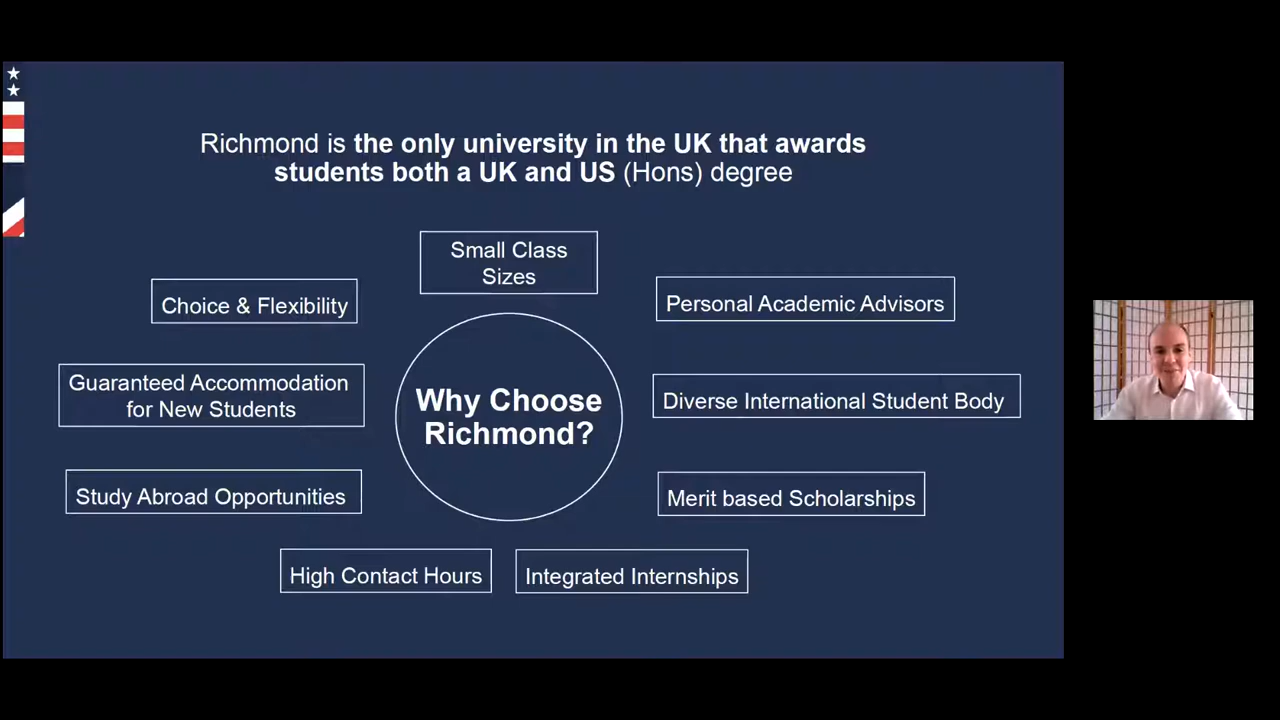 Richmond is the only university in the UK that awards
students both a UK and US (Hons) degree
Small Class
Sizes
Choice & Flexibility
Personal Academic Advisors
Guaranteed Accommodation
for New Students
Why Choose
Richmond?
Diverse International Student Body
Study Abroad Opportunities
Merit based Scholarships
High Contact Hours
Integrated Internships